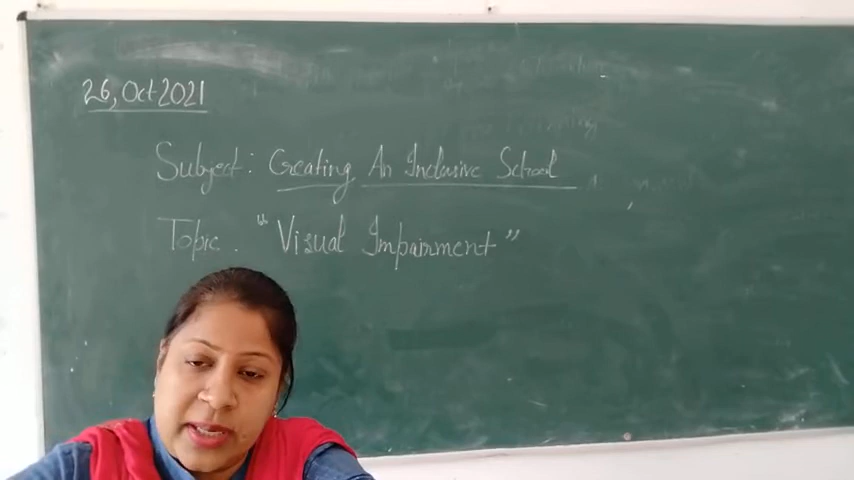 26, Oct 2021
Subject: Creating An Inclusive School
Topic. "Visual Impairment"